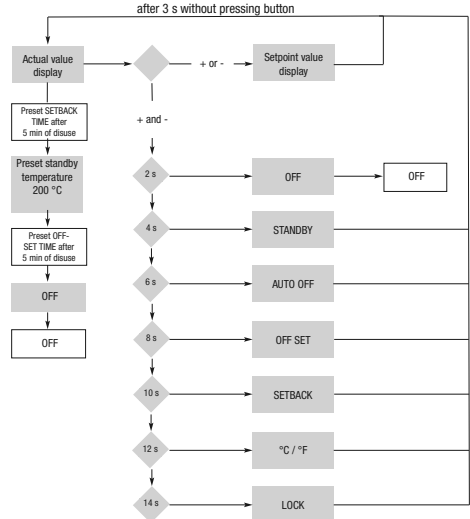 after 3 s without pressing button
Actual value
display
+ or -
Setpoint value
display
Preset SETBACK
TIME after
5 min of disuse
+ and -
Preset standby
temperature
200 °C
2 s
OFF
OFF
Preset OFF-
SET TIME after
5 min of disuse
4 s
STANDBY
OFF
6 s
AUTO OFF
OFF
8 s
OFF SET
10 s
SETBACK
12 s
°C / °F
14 s
LOCK